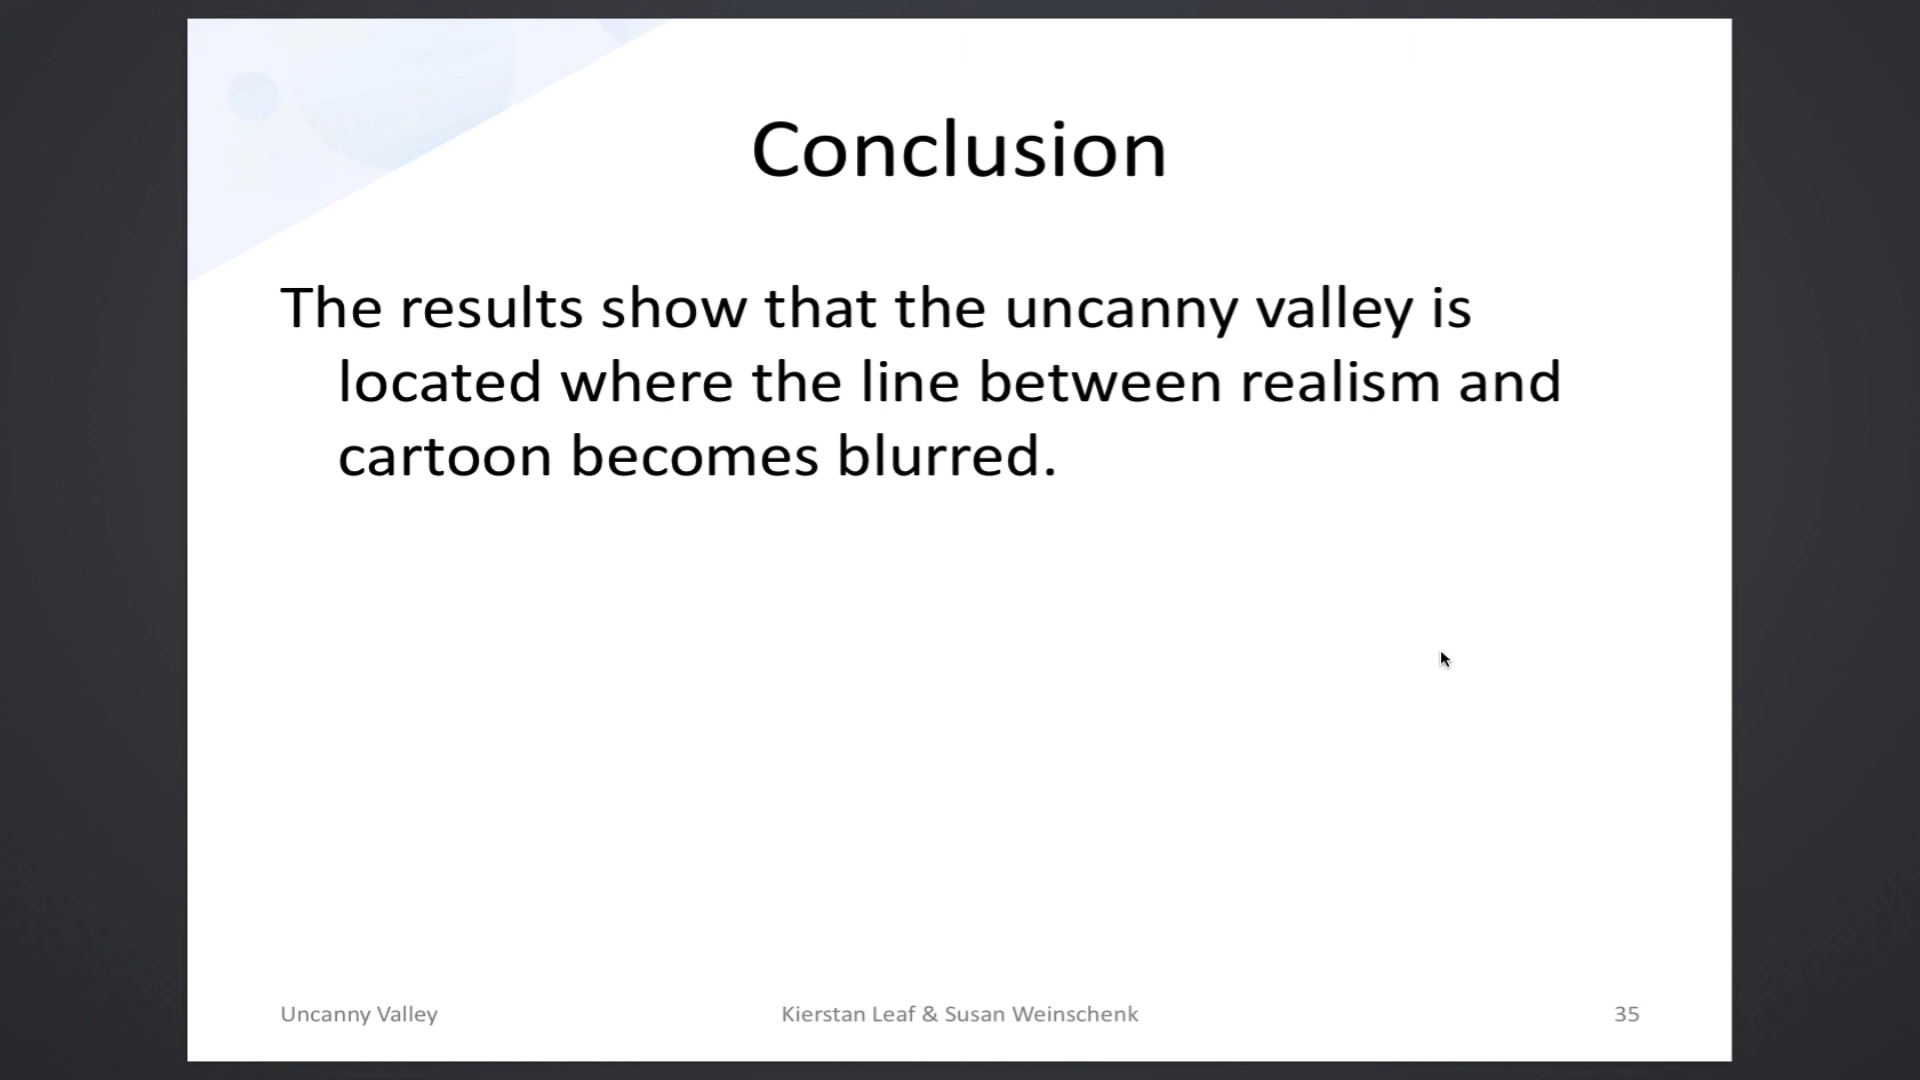 Conclusion
The results show that the uncanny valley is
located where the line between realism and
cartoon becomes blurred.
Uncanny Valley
Kierstan Leaf & Susan Weinschenk
35